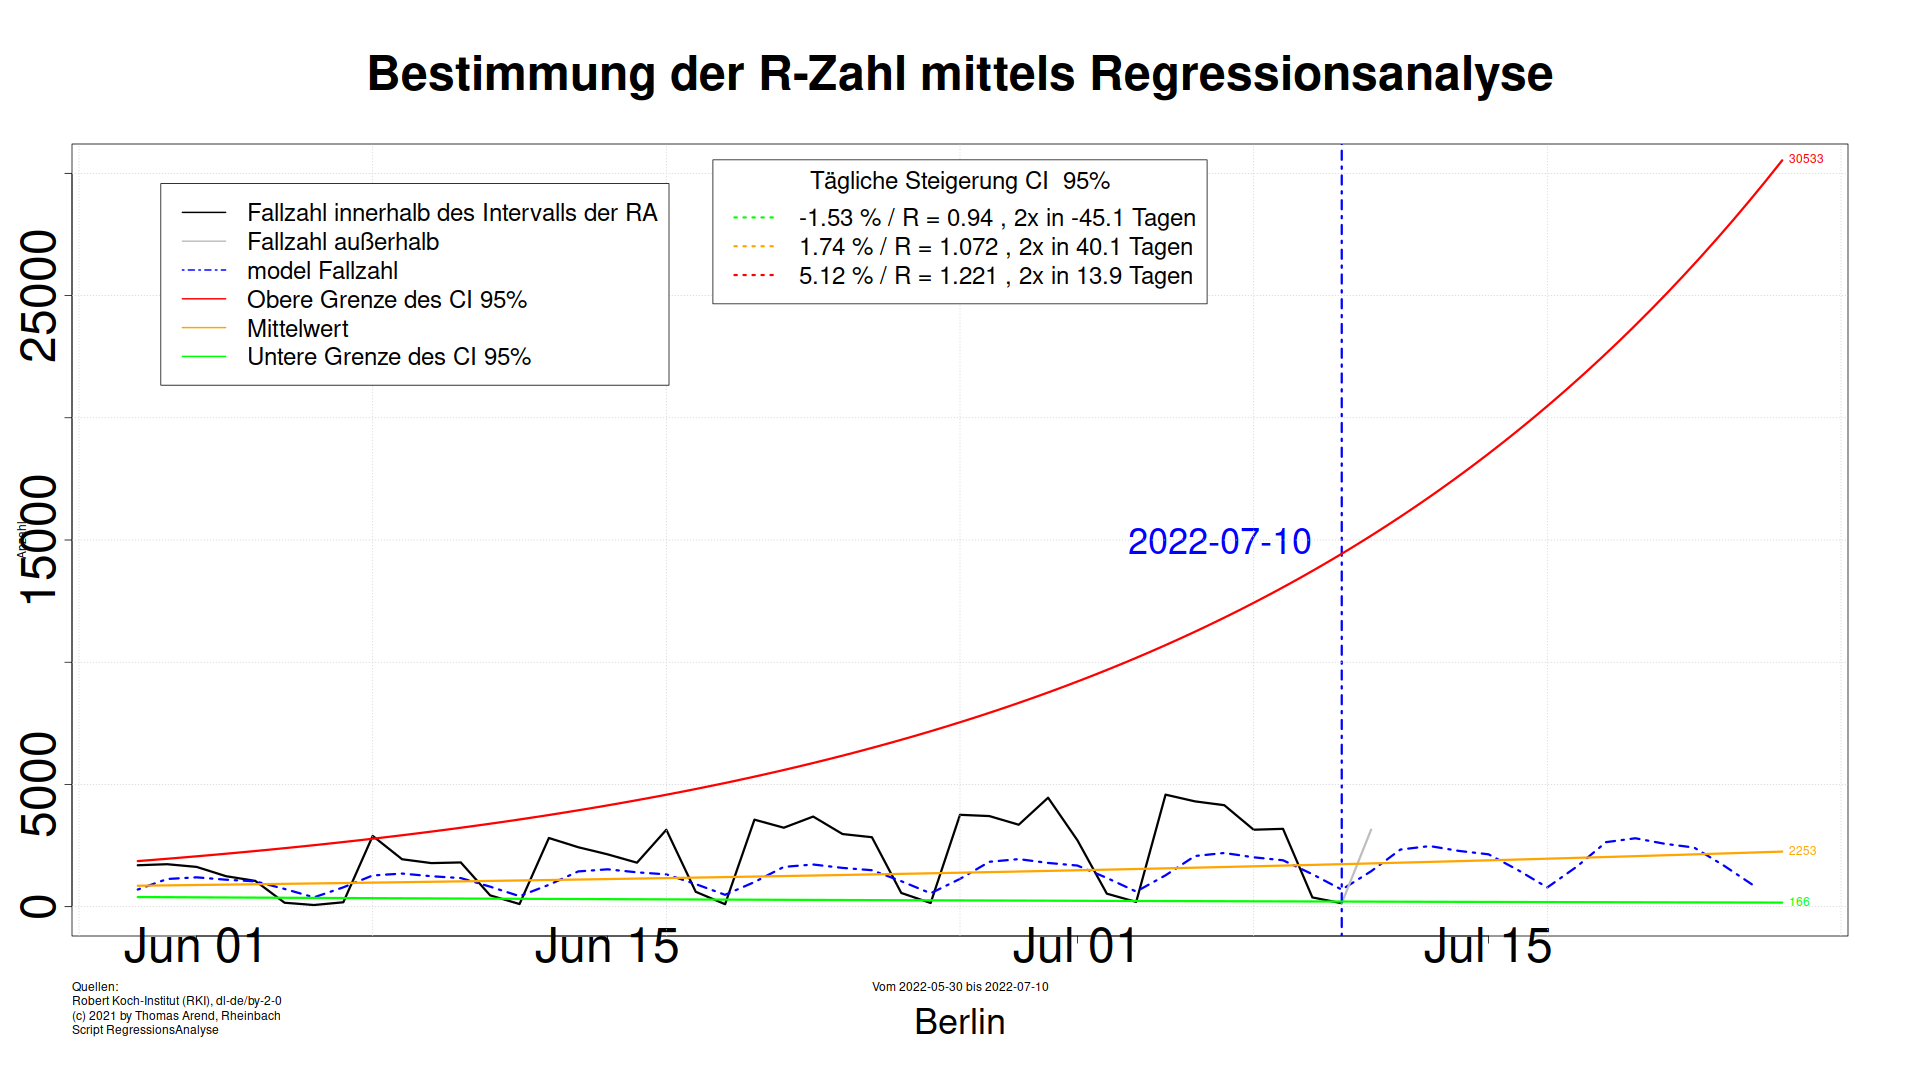 Bestimmung der R-Zahl mittels Regressionsanalyse
Fallzahl innerhalb des Intervalls der RA
Fallzahl außerhalb
model Fallzahl
Obere Grenze des CI 95%
Mittelwert
Untere Grenze des CI 95%
Tägliche Steigerung CI  95%
-1.53 % / R = 0.94 , 2x in -45.1 Tagen
1.74 % / R = 1.072 , 2x in 40.1 Tagen
5.12 % / R = 1.221 , 2x in 13.9 Tagen
30533
2022-07-10
2253
166
Anzahl
25000
15000
5000
0
Jun 01
Jun 15
Jul 01
Jul 15
Quellen:
Robert Koch-Institut (RKI), dl-de/by-2-0
(c) 2021 by Thomas Arend, Rheinbach
Script RegressionsAnalyse
Vom 2022-05-30 bis 2022-07-10
Berlin